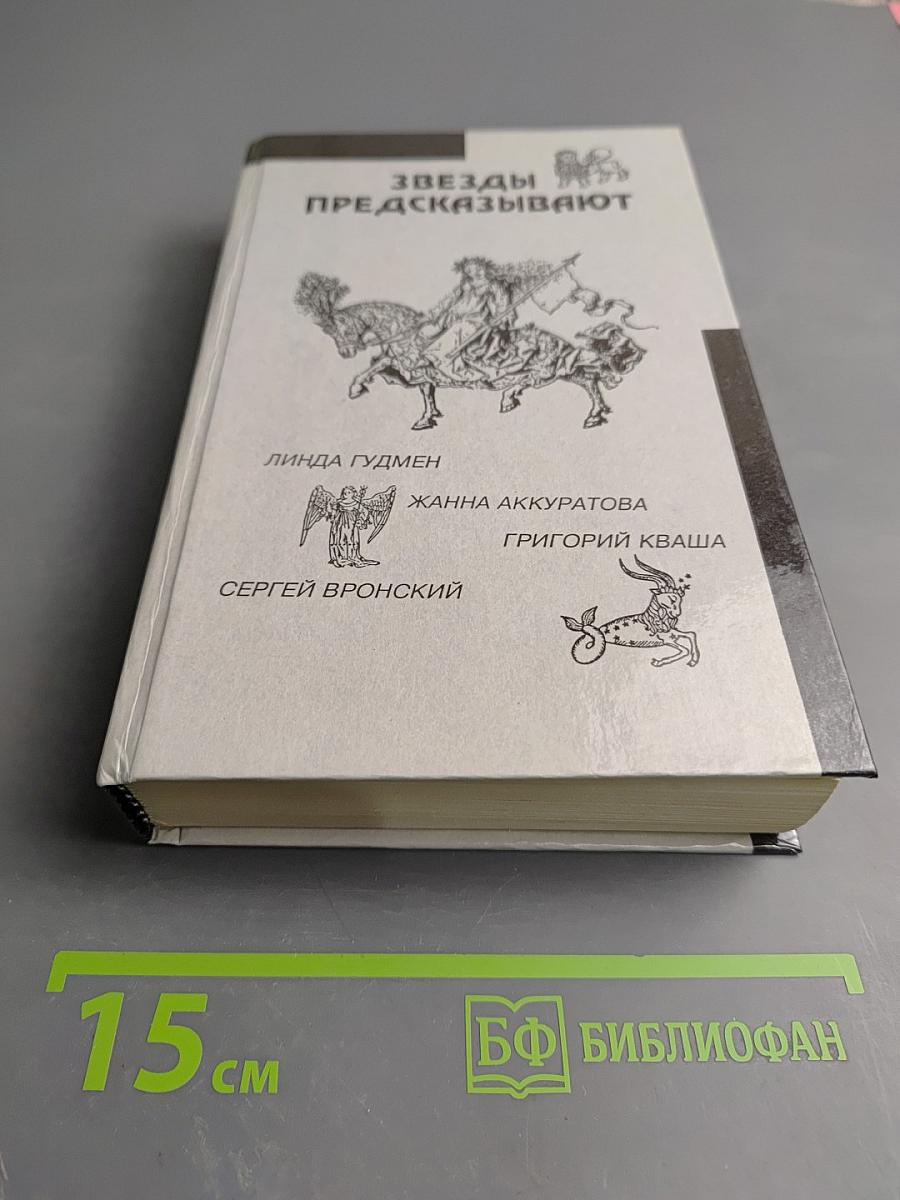 ЗВЕЗДЫ
ПРЕДСКАЗЫВАЮТ
ЛИНДА ГУДМЕН
ЖАННА АККУРАТОВА
ГРИГОРИЙ КВАША
СЕРГЕЙ ВРОНСКИЙ
15 см
БФ БИБЛИОФАН